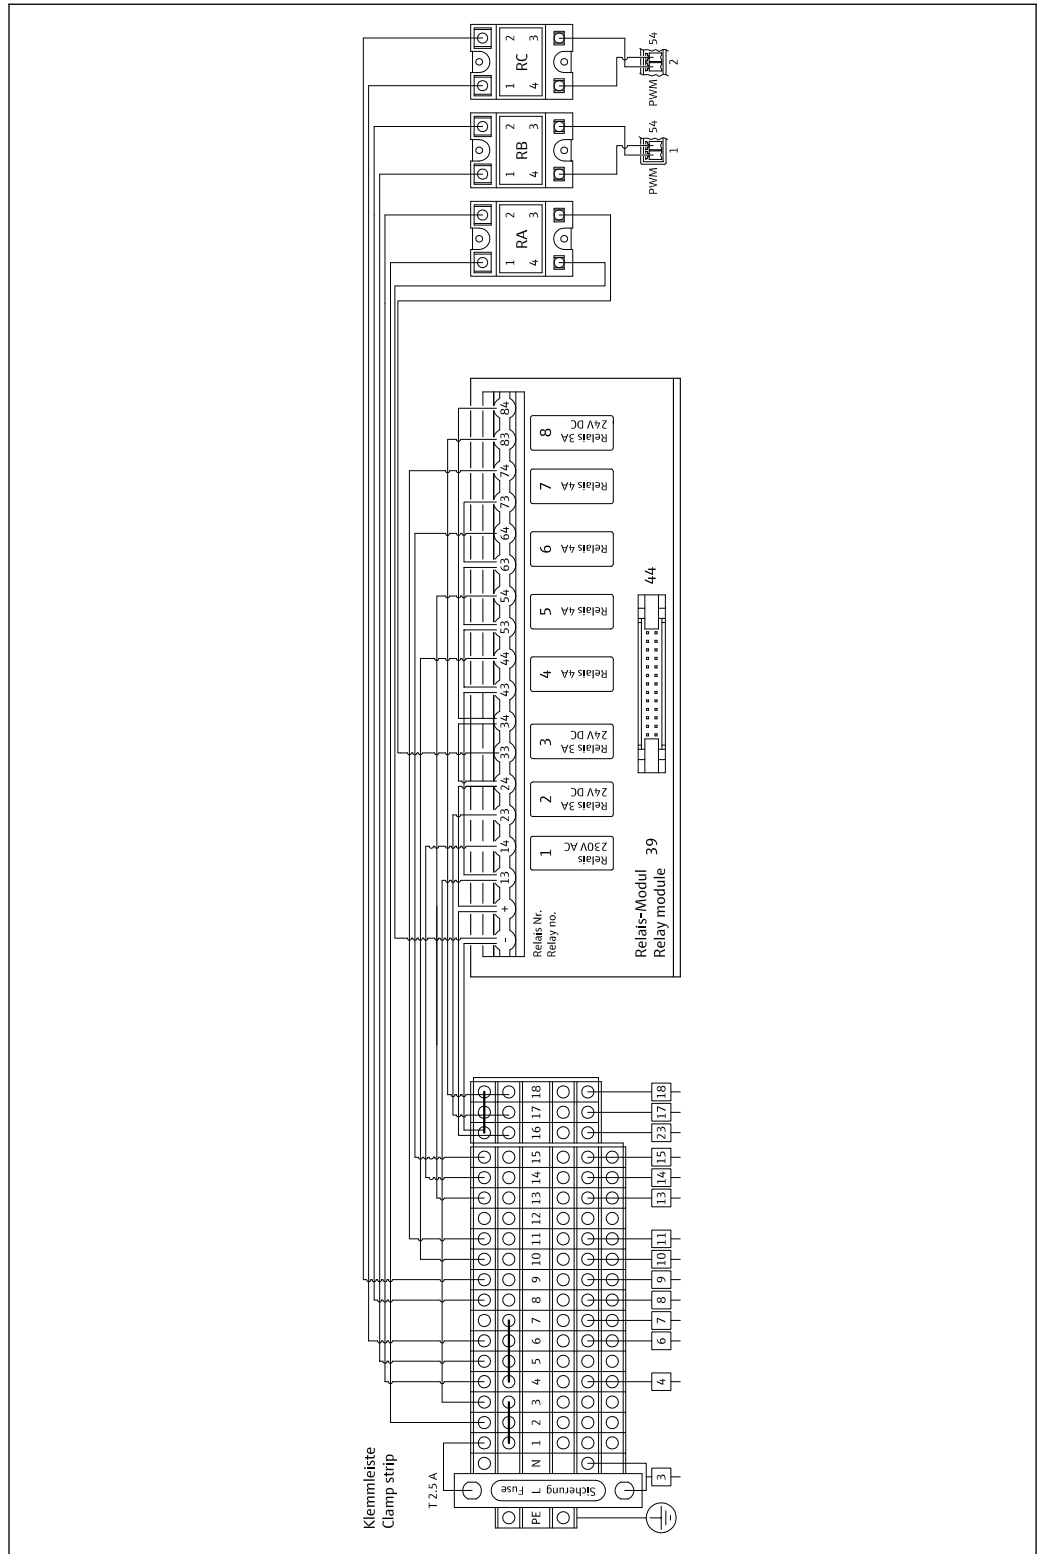 2
3
RC
1
4
54
2
PWM
2
3
RB
1
4
54
1
PWM
2
3
RA
1
4
84
83
74
73
64
63
54
53
44
43
34
33
24
23
14
13
+
-
8
Relais 3A
24V DC
7
Relais 4A
6
Relais 4A
5
Relais 4A
4
Relais 4A
3
Relais 3A
24V DC
2
Relais 3A
24V DC
1
Relais
230V AC
Relais Nr.
Relay no.
44
Relais-Modul
Relay module
39
18
17
16
15
14
13
12
11
10
9
8
7
6
5
4
3
2
1
N
18
17
23
15
14
13
11
10
9
8
7
6
4
3
Klemmleiste
Clamp strip
T 2.5 A
Sicherung L Fuse
PE